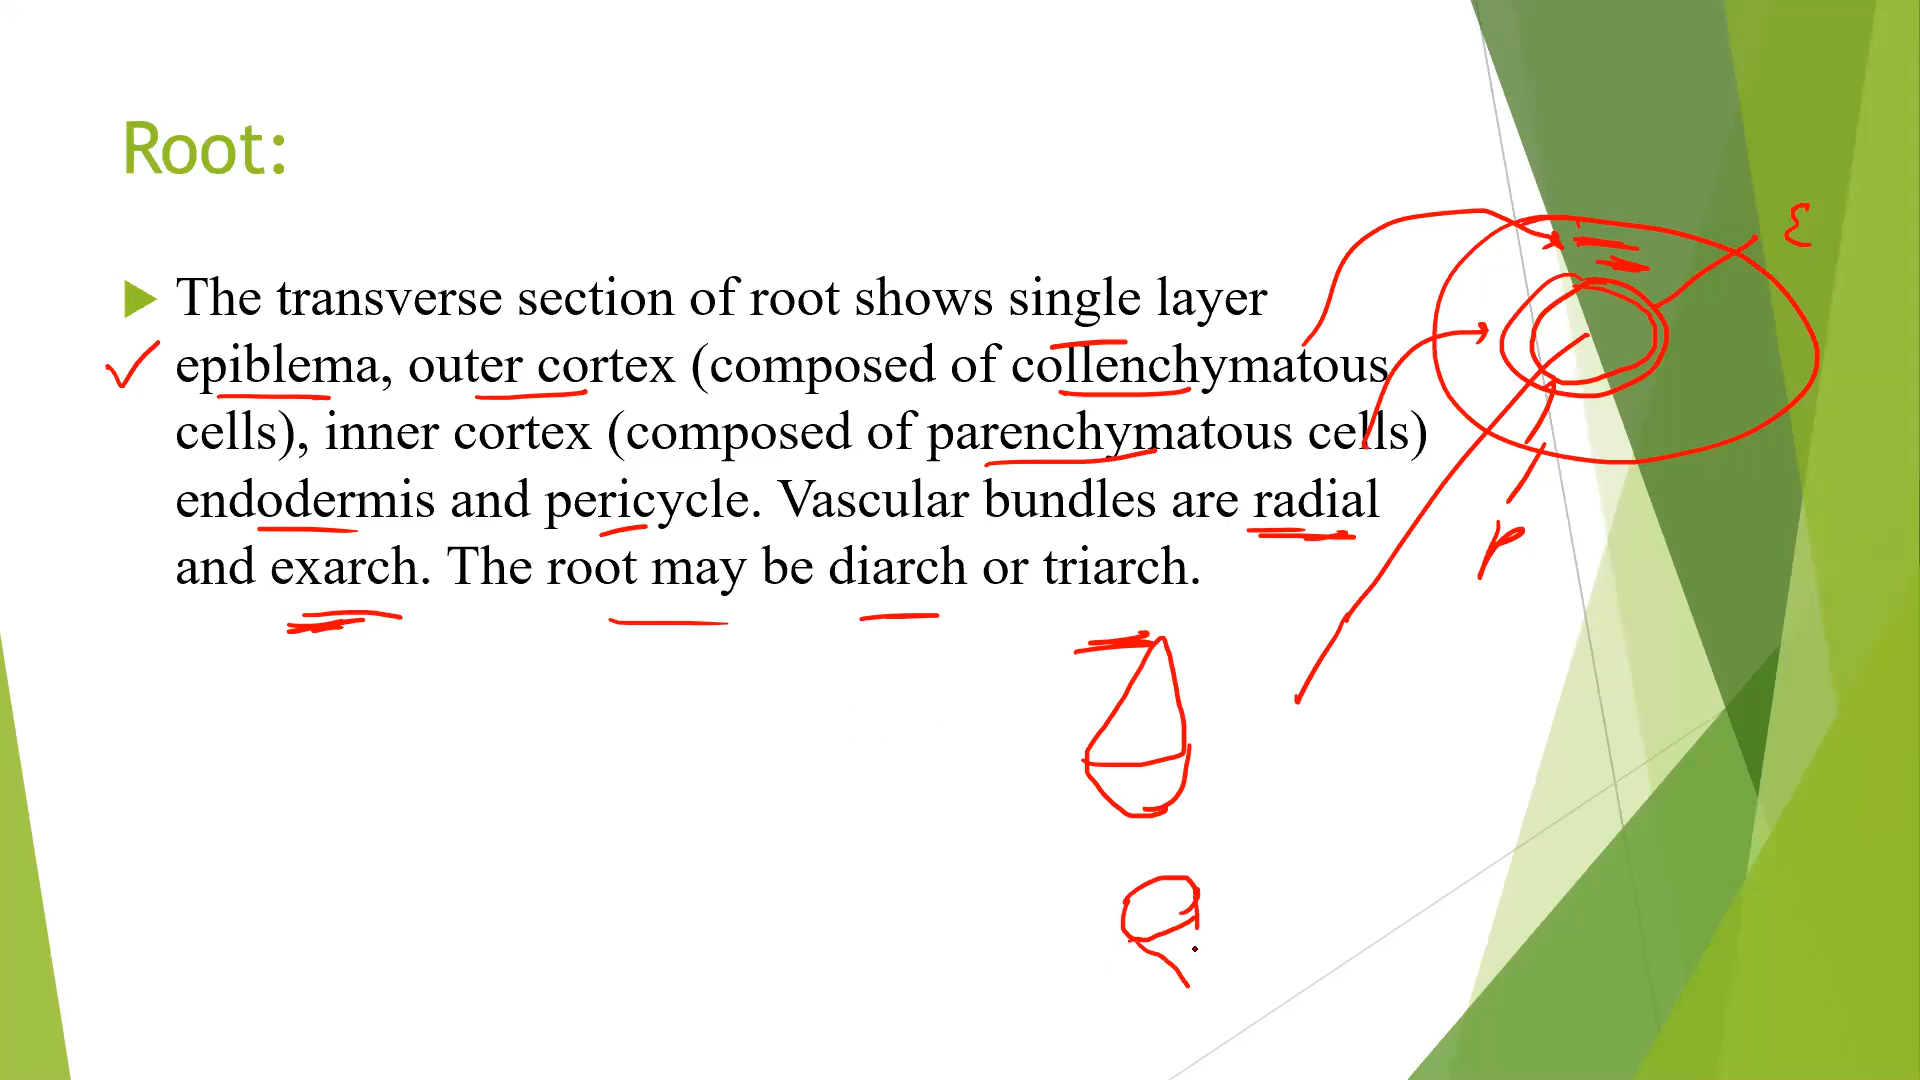 Root:
The transverse section of root shows single layer
epiblema, outer cortex (composed of collenchymatous
cells), inner cortex (composed of parenchymatous cells)
endodermis and pericycle. Vascular bundles are radial
and exarch. The root may be diarch or triarch.